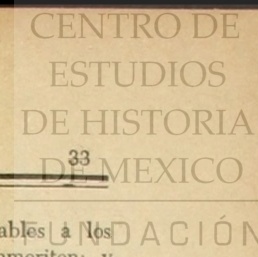 CENTRO DE
ESTUDIOS
DE HISTORIA
33
DE MEXICO
ables à los
FUNDACIÓN